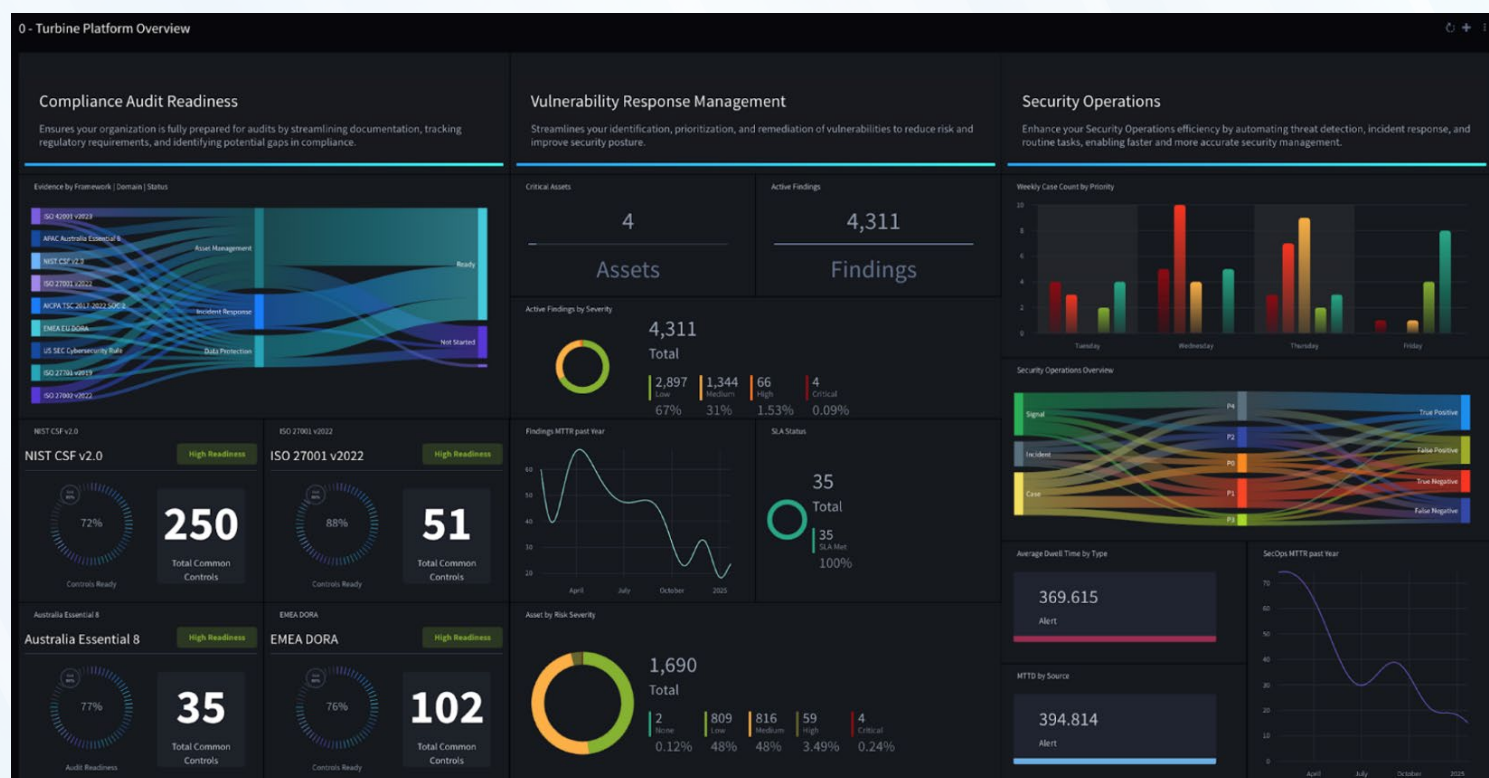 0 - Turbine Platform Overview
Compliance Audit Readiness
Ensures your organization is fully prepared for audits by streamlining documentation, tracking
regulatory requirements, and identifying potential gaps in compliance.
Evidence by Framework | Domain | Status
ISO 42001 v2023
APAC Australia Essential 8
NIST CSF v2.0
ISO 27001 v2022
AICPA TSC 2017-2022 SOC 2
EMEA EU DORA
US SEC Cybersecurity Rule
ISO 27701 v2019
ISO 27002 v2022
Asset Management
Incident Response
Data Protection
Ready
Not Started
NIST CSF v2.0
NIST CSF v2.0
High Readiness
72%
Controls Ready
250
Total Common
Controls
ISO 27001 v2022
ISO 27001 v2022
High Readiness
88%
Controls Ready
51
Total Common
Controls
Australia Essential 8
Australia Essential 8
High Readiness
77%
Audit Readiness
35
Total Common
Controls
EMEA DORA
EMEA DORA
High Readiness
76%
Controls Ready
102
Total Common
Controls
Vulnerability Response Management
Streamlines your identification, prioritization, and remediation of vulnerabilities to reduce risk and
improve security posture.
Critical Assets
4
Assets
Active Findings
4,311
Findings
Active Findings by Severity
4,311
Total
2,897 1,344 66 4
Low Medium High Critical
67% 31% 1.53% 0.09%
Findings MTTR past Year
60
50
40
30
20
April July October 2025
SLA Status
35
Total
35
SLA Met
100%
Asset by Risk Severity
1,690
Total
2 809 816 59 4
None Low Medium High Critical
0.12% 48% 48% 3.49% 0.24%
Security Operations
Enhance your Security Operations efficiency by automating threat detection, incident response, and
routine tasks, enabling faster and more accurate security management.
Weekly Case Count by Priority
10
8
6
4
2
0
Tuesday Wednesday Thursday Friday
Security Operations Overview
Signal
Incident
Case
P4
P2
P0
P1
P3
True Positive
False Positive
True Negative
False Negative
Average Dwell Time by Type
369.615
Alert
MTTD by Source
394.814
Alert
SecOps MTTR past Year
70
60
50
40
30
20
10
0
April July October 2025